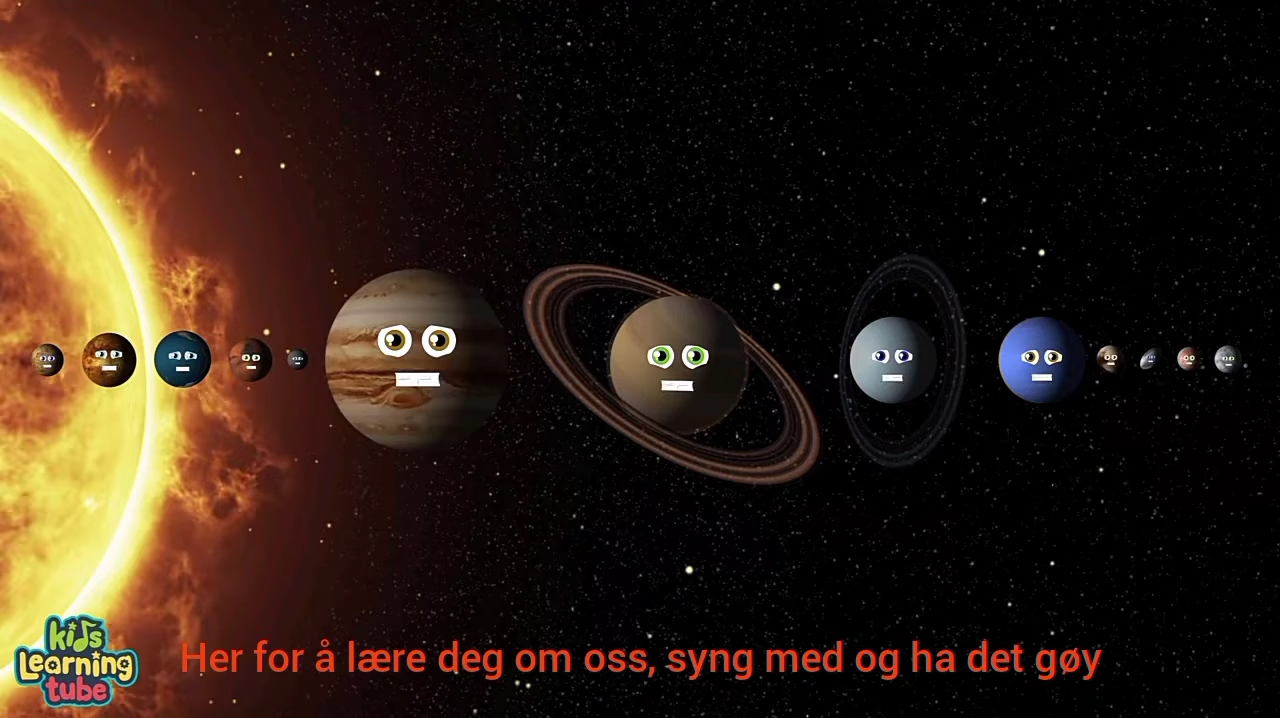 kids
Learning
tube
Her for å lære deg om oss, syng med og ha det gøy